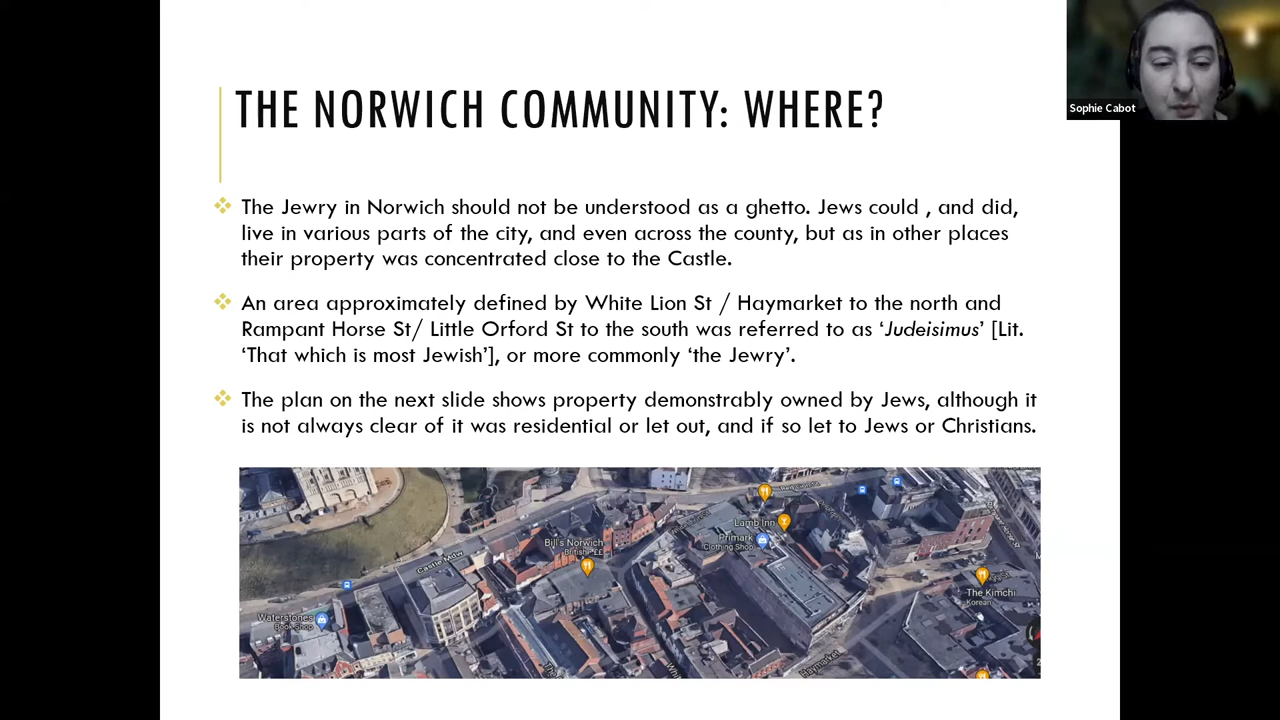 THE NORWICH COMMUNITY: WHERE?
Sophie Cabot
The Jewry in Norwich should not be understood as a ghetto. Jews could , and did,
live in various parts of the city, and even across the county, but as in other places
their property was concentrated close to the Castle.
An area approximately defined by White Lion St / Haymarket to the north and
Rampant Horse St/ Little Orford St to the south was referred to as ‘Judeisimus’ [Lit.
‘That which is most Jewish’], or more commonly ‘the Jewry’.
The plan on the next slide shows property demonstrably owned by Jews, although it
is not always clear of it was residential or let out, and if so let to Jews or Christians.
Lamb Inn
Primark
Clothing Shop
Bill's Norwich
British·££
Castle Mdw
The Kimchi
Korean
Waterstones
Book Shop
Haymarket